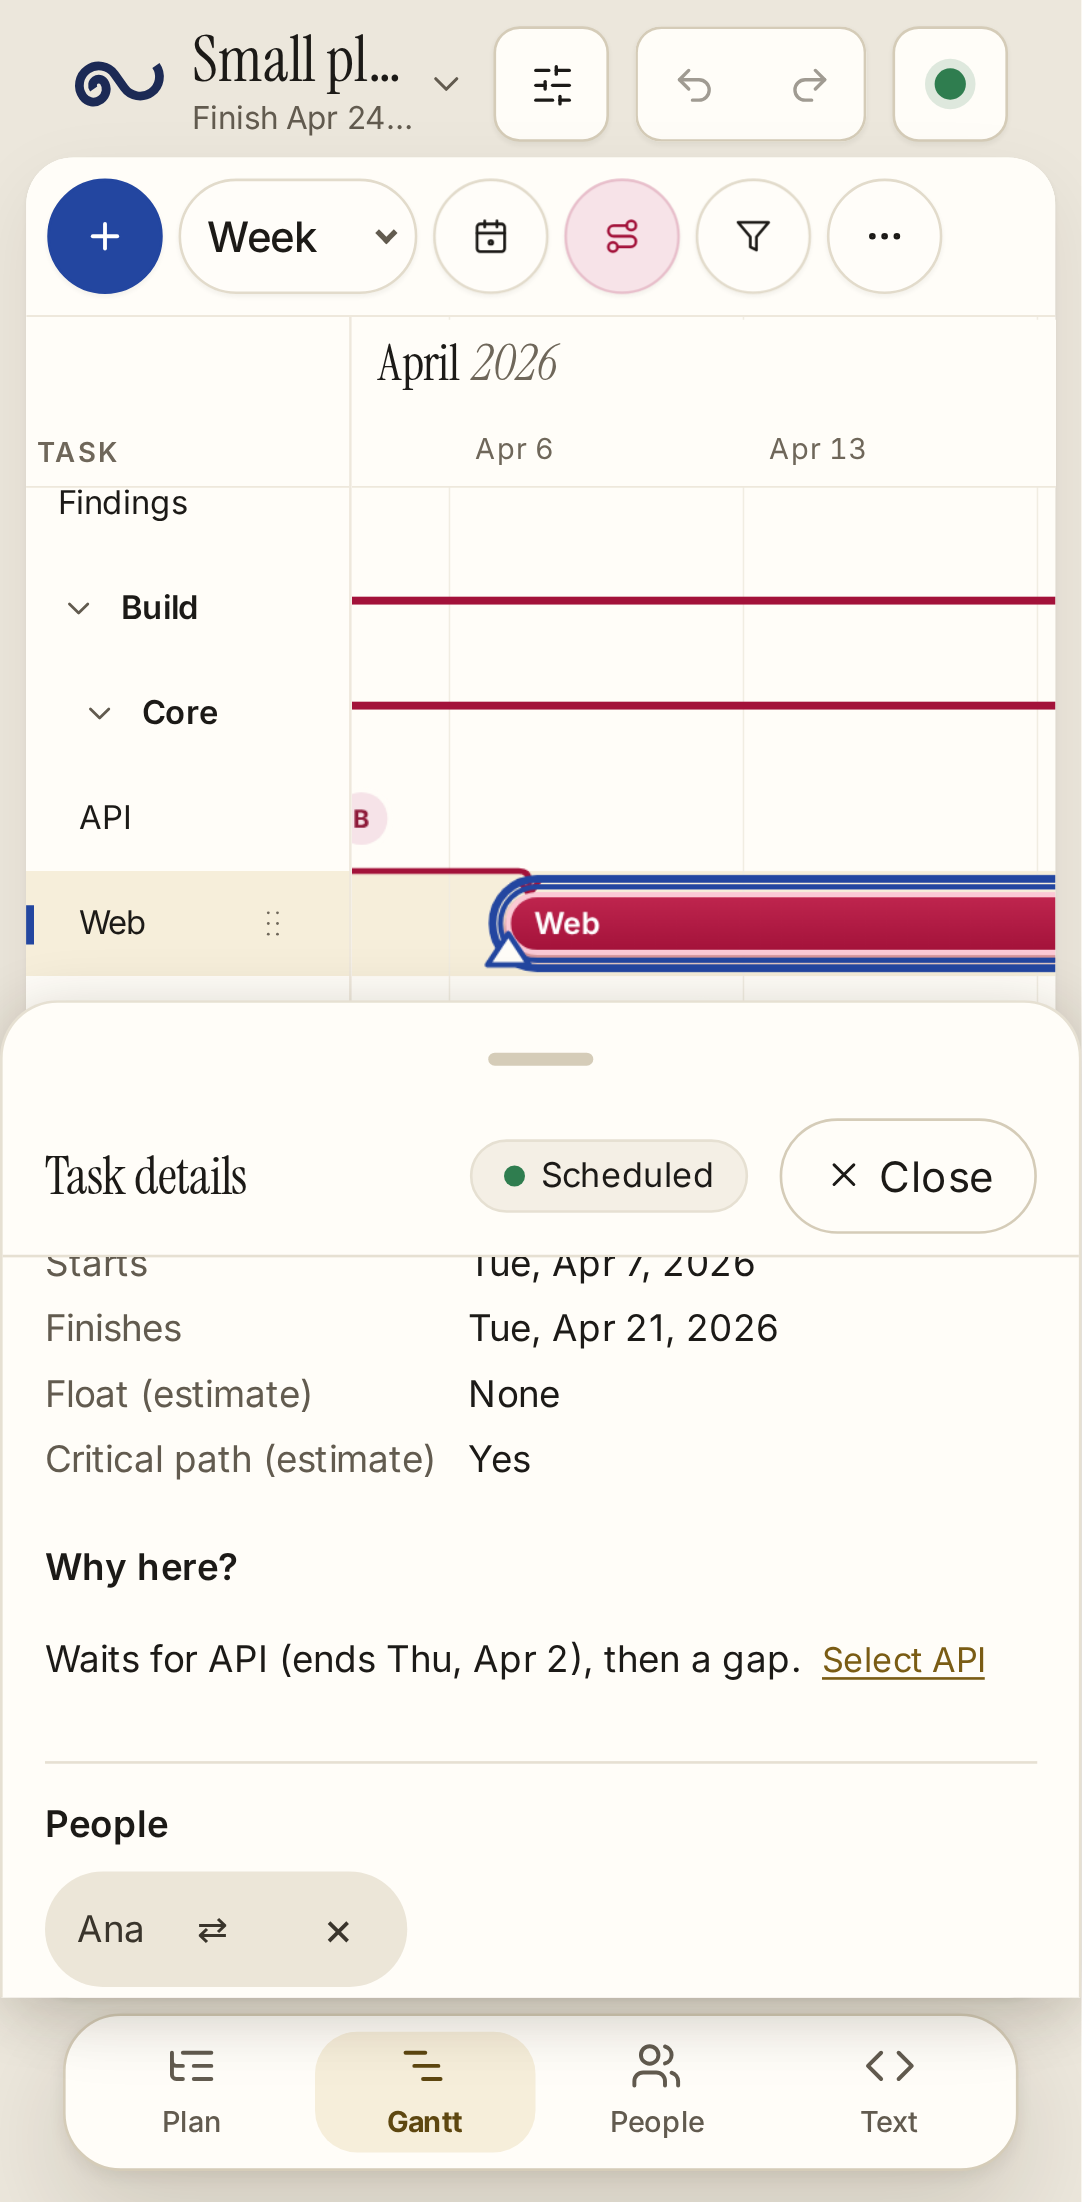 Small pl...
Finish Apr 24...
Week
April 2026
TASK
Apr 6
Apr 13
Findings
Build
Core
API
B
Web
Web
Task details
Scheduled
Close
Starts
Tue, Apr 7, 2026
Finishes
Tue, Apr 21, 2026
Float (estimate)
None
Critical path (estimate)
Yes
Why here?
Waits for API (ends Thu, Apr 2), then a gap. Select API
People
Ana
Plan
Gantt
People
Text